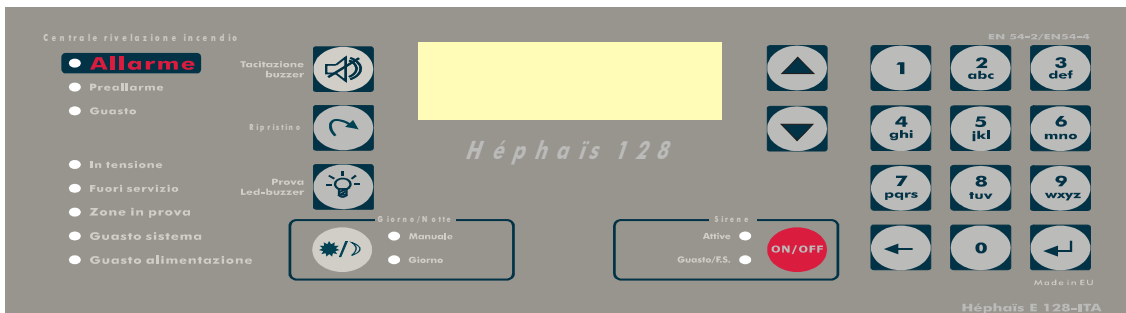 Centrale rivelazione incendio
Allarme
Preallarme
Guasto
In tensione
Fuori servizio
Zone in prova
Guasto sistema
Guasto alimentazione
Tacitazione
buzzer
Ripristino
Prova
Led-buzzer
Giorno/Notte
Manuale
Giorno
Héphaïs 128
Sirene
Attive
Guasto/F.S.
ON/OFF
EN 54-2/EN54-4
1
2
abc
3
def
4
ghi
5
jkl
6
mno
7
pqrs
8
tuv
9
wxyz
0
Made in EU
Héphaïs E 128-ITA